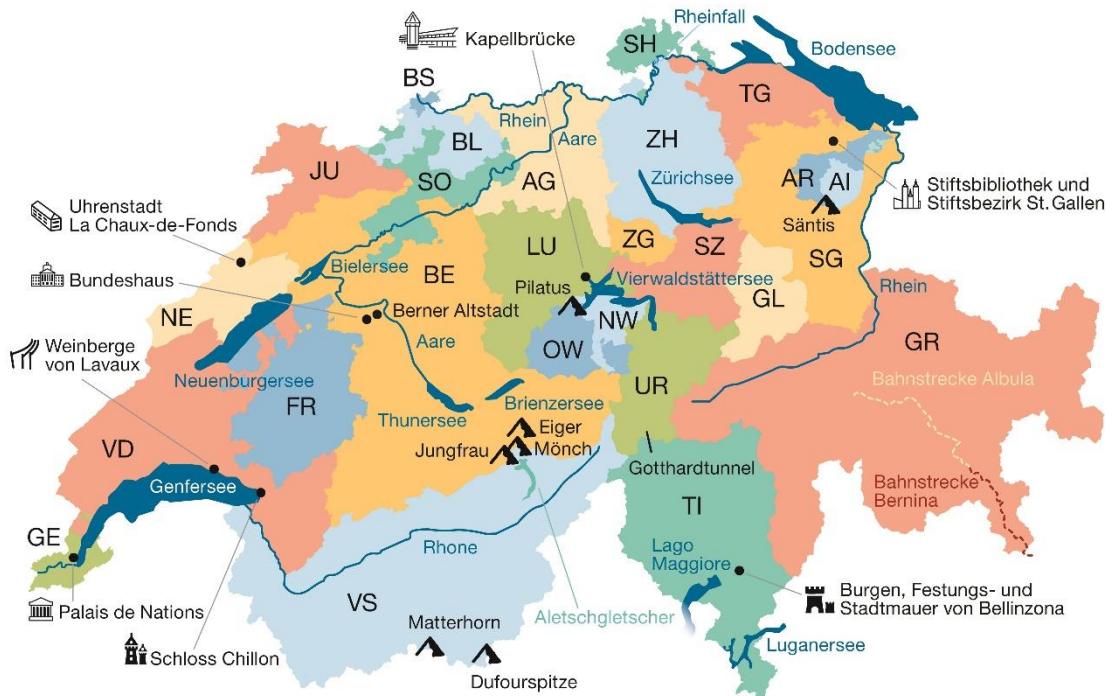 Rheinfall
SH
Kapellbrücke
Bodensee
BS
TG
Rhein
Aare
BL
ZH
JU
SO
AG
AR
AI
Stiftsbibliothek und
Stiftsbezirk St. Gallen
Zürichsee
Säntis
Uhrenstadt
La Chaux-de-Fonds
LU
ZG
SZ
SG
Bielersee
BE
Vierwaldstättersee
Bundeshaus
Pilatus
GL
Rhein
NE
Berner Altstadt
NW
GR
Weinberge
von Lavaux
Aare
OW
Neuenburgersee
UR
Bahnstrecke Albula
FR
Thunersee
Brienzersee
Eiger
VD
Jungfrau
Mönch
Gotthardtunnel
Genfersee
TI
Bahnstrecke
Bernina
GE
Rhone
Lago
Maggiore
Palais de Nations
VS
Aletschgletscher
Burgen, Festungs- und
Stadtmauer von Bellinzona
Matterhorn
Schloss Chillon
Luganersee
Dufourspitze